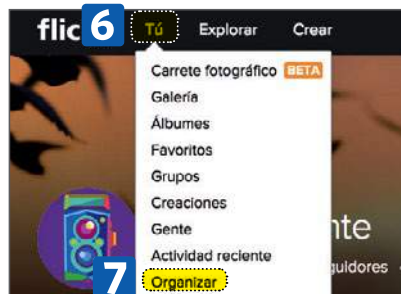 flic 6 Tú Explorar Crear
Carrete fotográfico BETA
Galería
Álbumes
Favoritos
Grupos
Creaciones
Gente
nte
Actividad reciente
guidores
7 Organizar